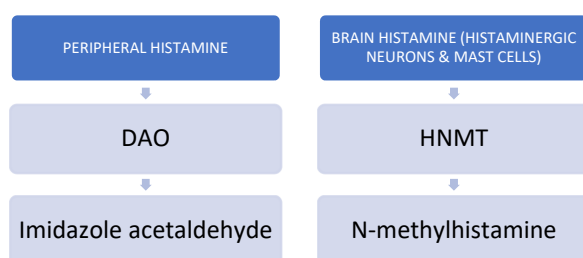 PERIPHERAL HISTAMINE
DAO
Imidazole acetaldehyde
BRAIN HISTAMINE (HISTAMINERGIC
NEURONS & MAST CELLS)
HNMT
N-methylhistamine